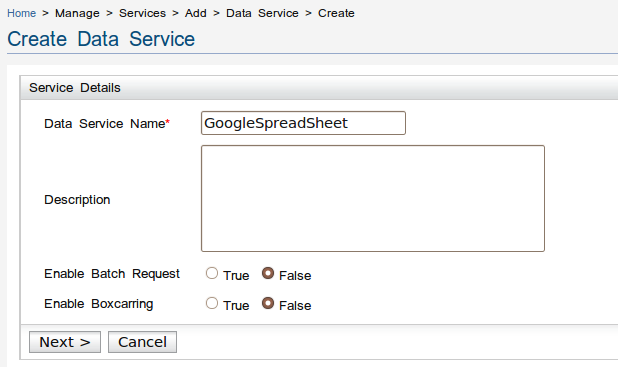 Home > Manage > Services > Add > Data Service > Create
Create Data Service
Service Details
Data Service Name* GoogleSpreadSheet
Description
Enable Batch Request True False
Enable Boxcarring True False
Next > Cancel